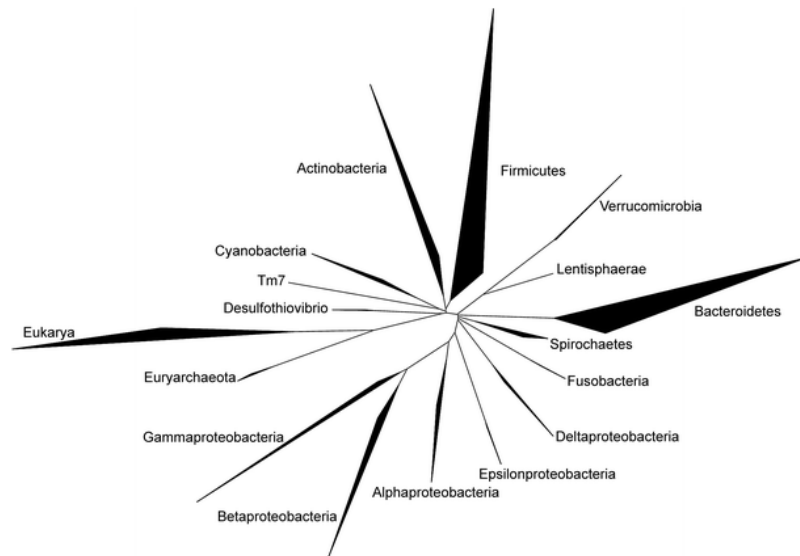 Actinobacteria
Firmicutes
Verrucomicrobia
Cyanobacteria
Lentisphaerae
Tm7
Desulfothiovibrio
Bacteroidetes
Eukarya
Spirochaetes
Euryarchaeota
Fusobacteria
Gammaproteobacteria
Deltaproteobacteria
Epsilonproteobacteria
Alphaproteobacteria
Betaproteobacteria